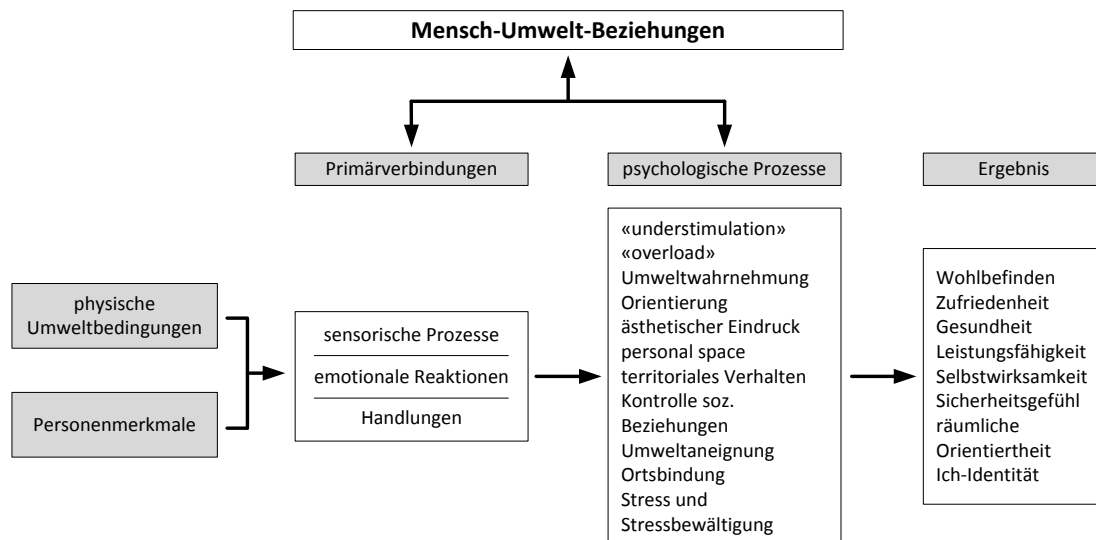 Mensch-Umwelt-Beziehungen
Primärverbindungen
psychologische Prozesse
Ergebnis
physische
Umweltbedingungen
Personenmerkmale
sensorische Prozesse
emotionale Reaktionen
Handlungen
«understimulation»
«overload»
Umweltwahrnehmung
Orientierung
ästhetischer Eindruck
personal space
territoriales Verhalten
Kontrolle soz.
Beziehungen
Umweltaneignung
Ortsbindung
Stress und
Stressbewältigung
Wohlbefinden
Zufriedenheit
Gesundheit
Leistungsfähigkeit
Selbstwirksamkeit
Sicherheitsgefühl
räumliche
Orientiertheit
Ich-Identität